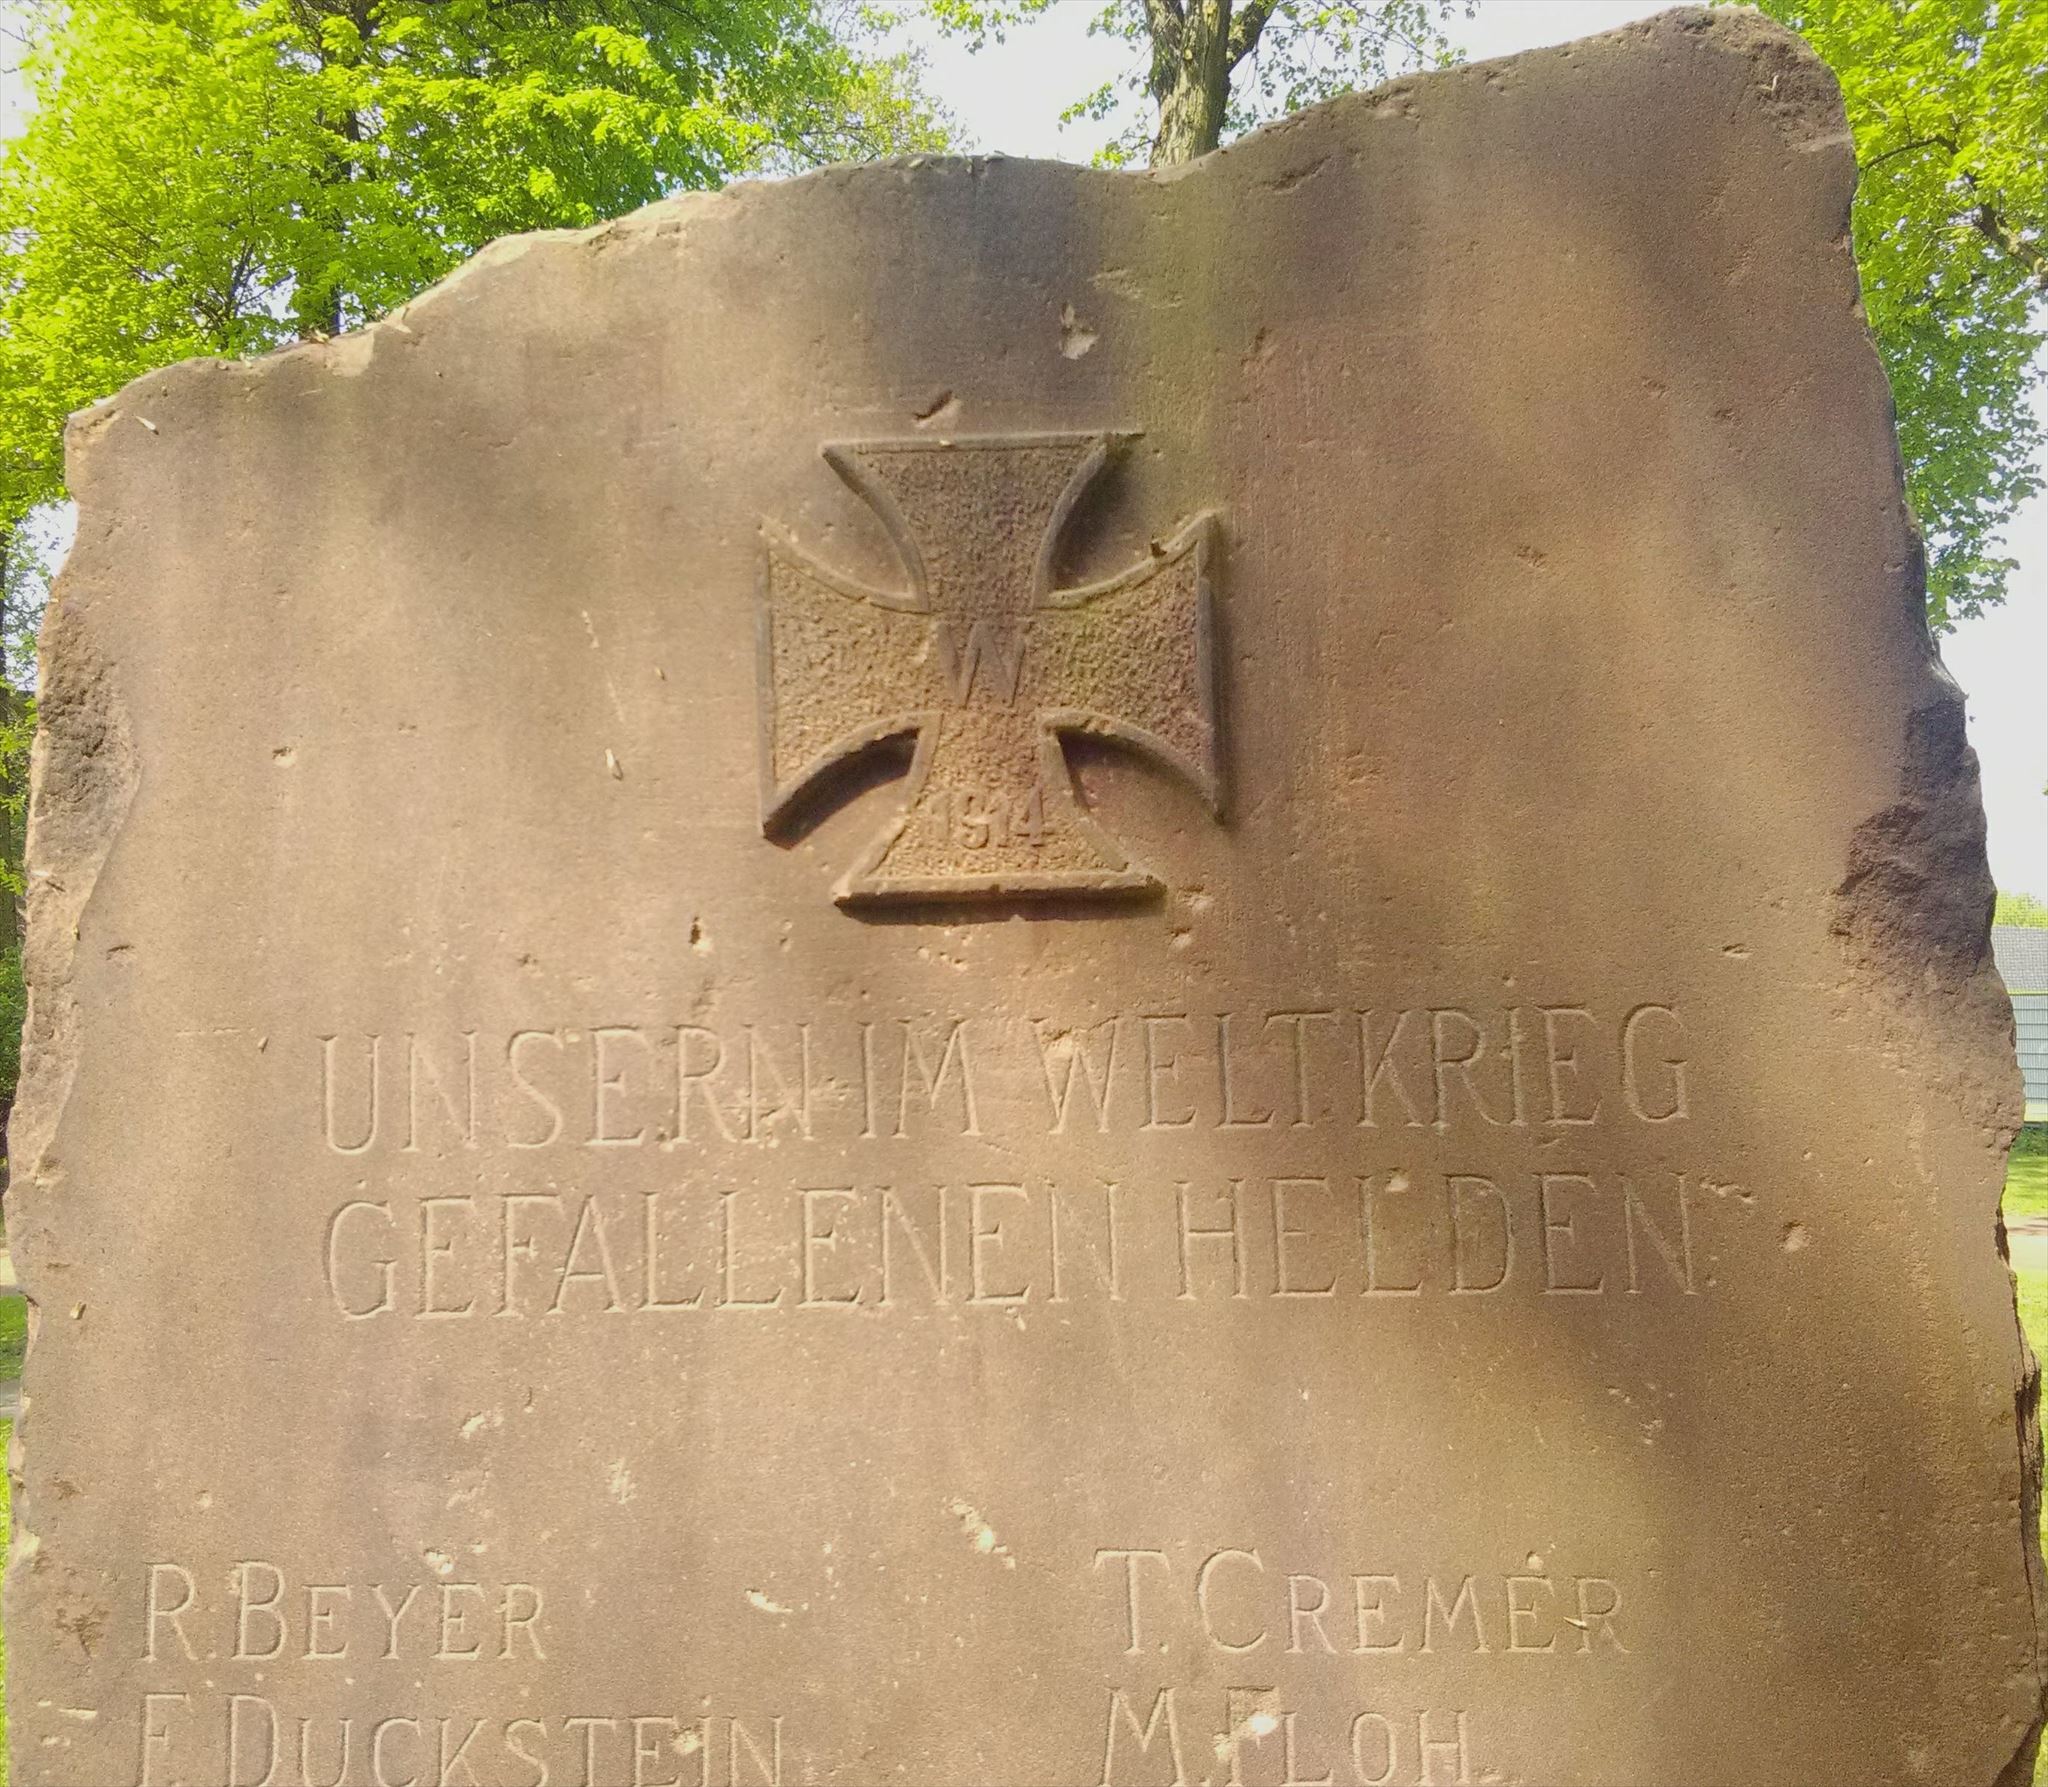 W
1914
UNSERN IM WELTKRIEG
GEFALLENEN HELDEN.
R. BEYER T. CREMER
F. DUCKSTEIN M. FLOH